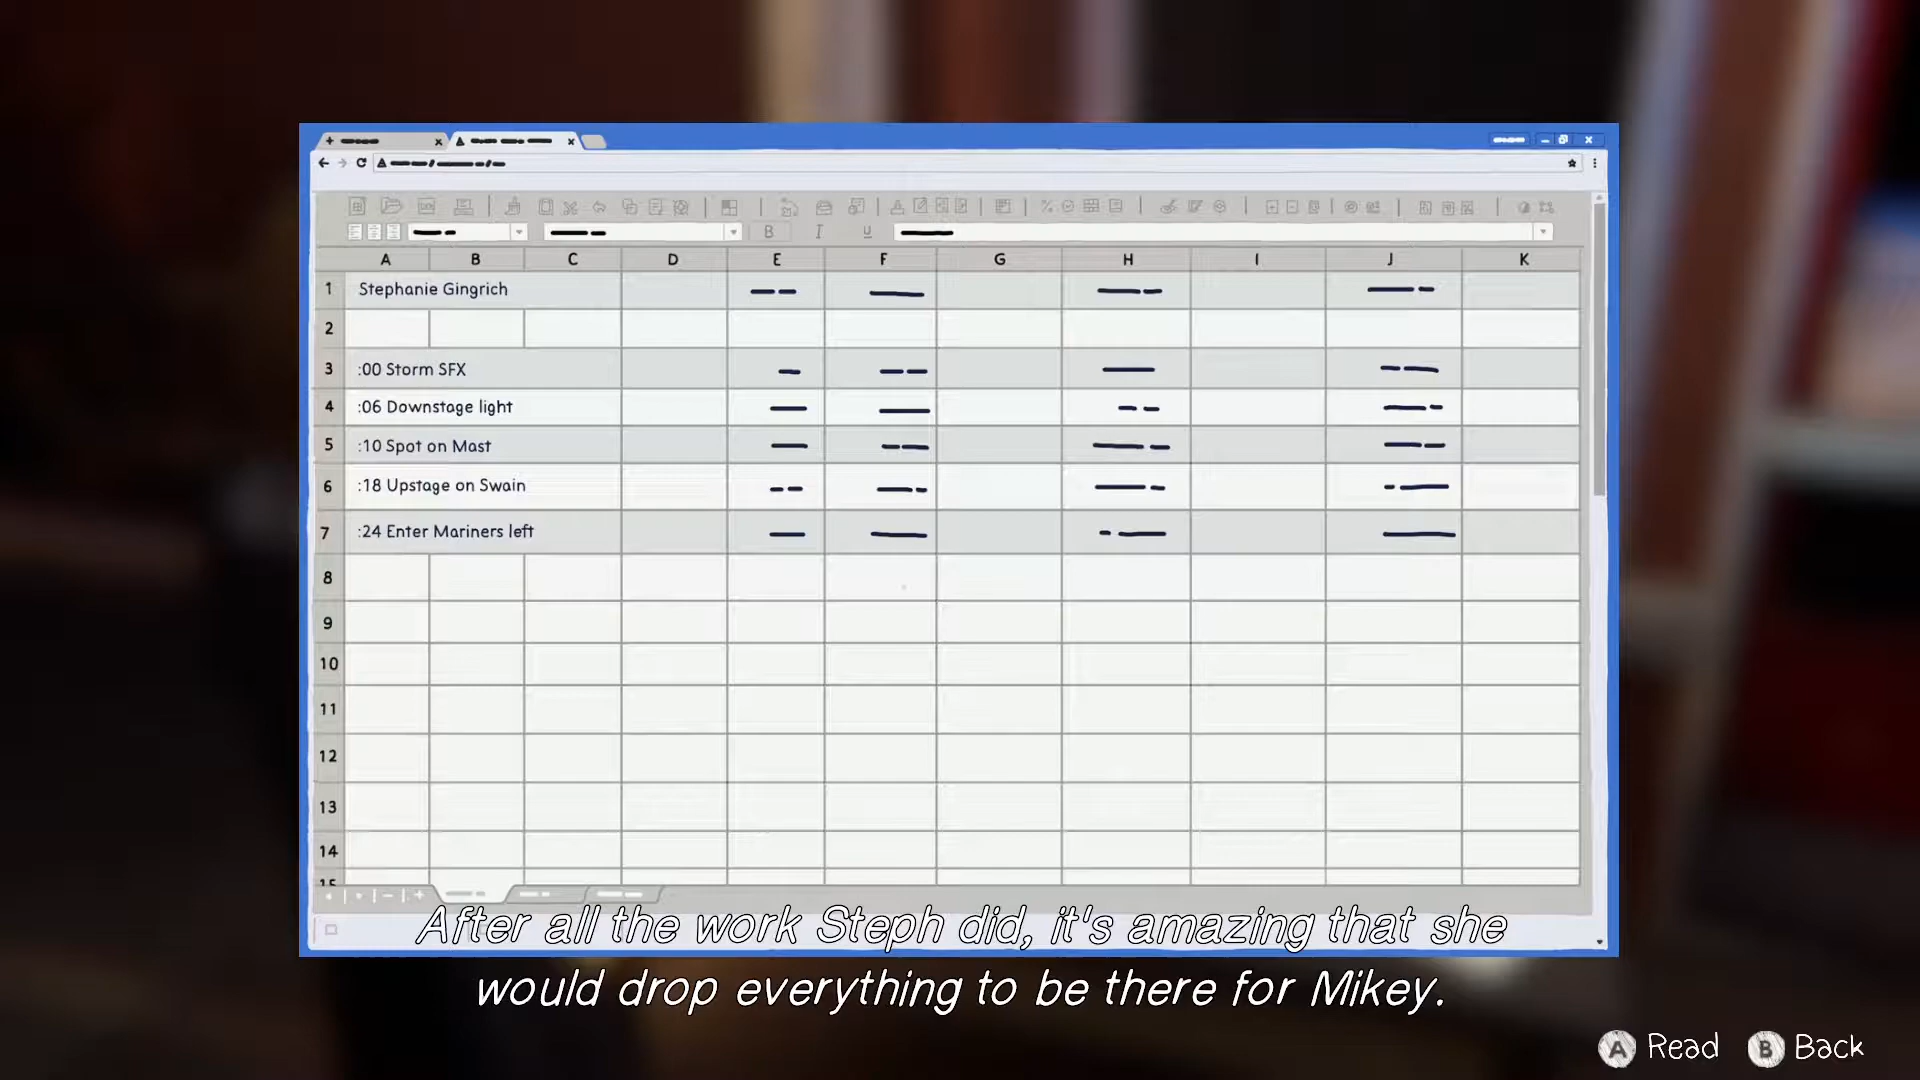 B I U
A B C D E F G H I J K
1 Stephanie Gingrich
2
3 :00 Storm SFX
4 :06 Downstage light
5 :10 Spot on Mast
6 :18 Upstage on Swain
7 :24 Enter Mariners left
8
9
10
11
12
13
14
15
After all the work Steph did, it's amazing that she
would drop everything to be there for Mikey.
A Read B Back